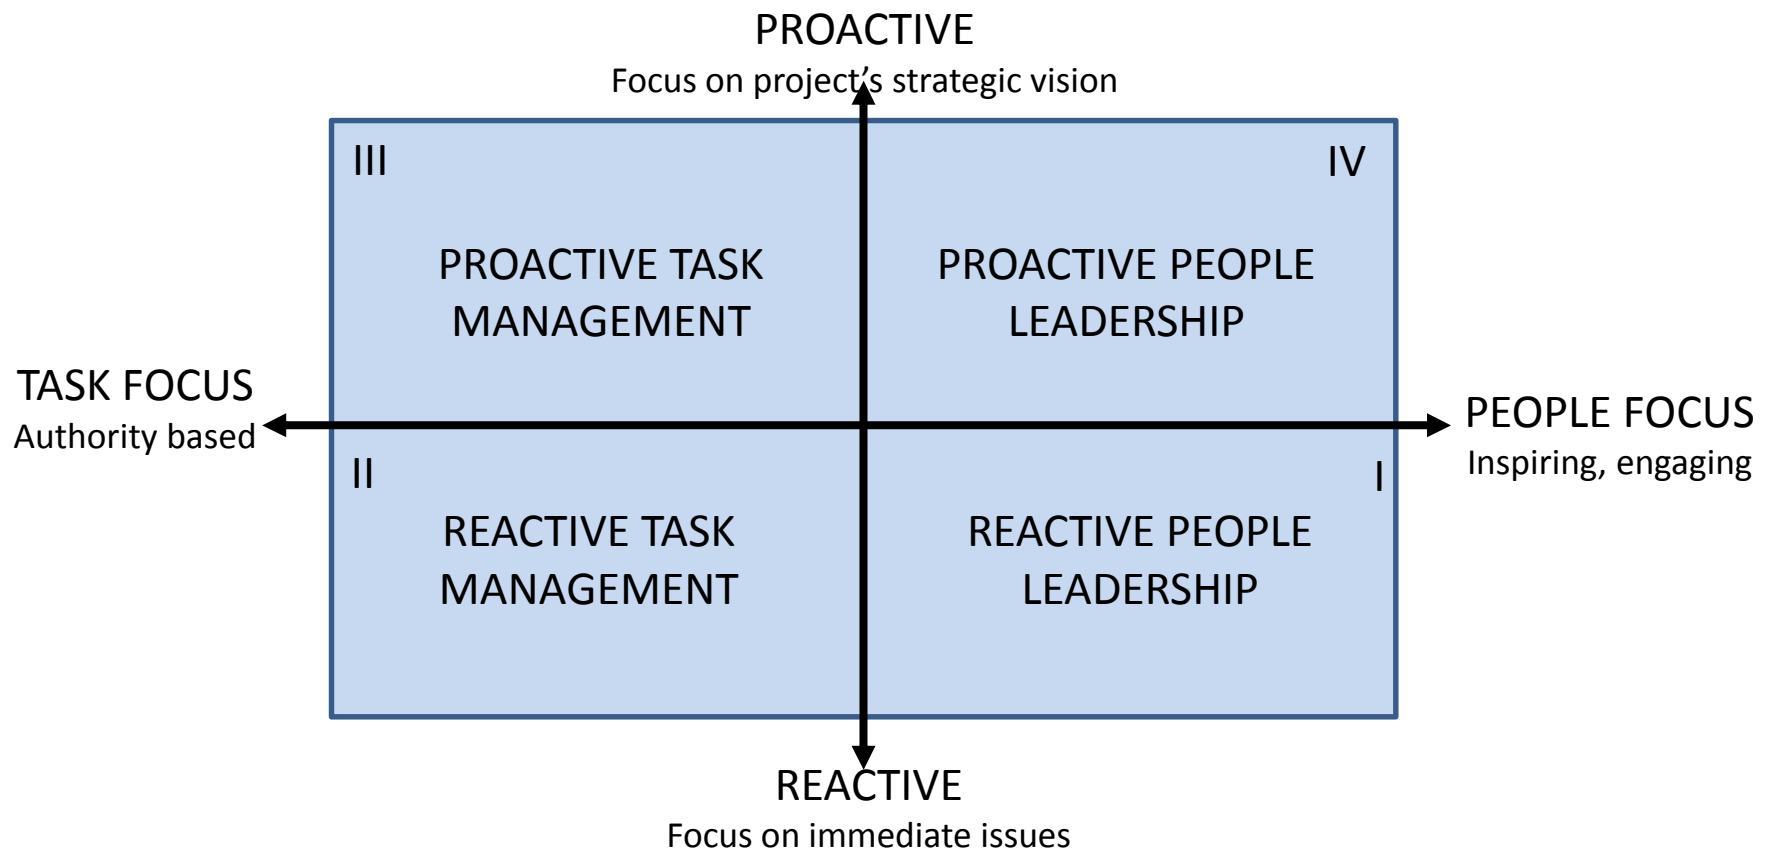 PROACTIVE
Focus on project's strategic vision
III
IV
PROACTIVE TASK
MANAGEMENT
PROACTIVE PEOPLE
LEADERSHIP
TASK FOCUS
Authority based
PEOPLE FOCUS
Inspiring, engaging
II
I
REACTIVE TASK
MANAGEMENT
REACTIVE PEOPLE
LEADERSHIP
REACTIVE
Focus on immediate issues